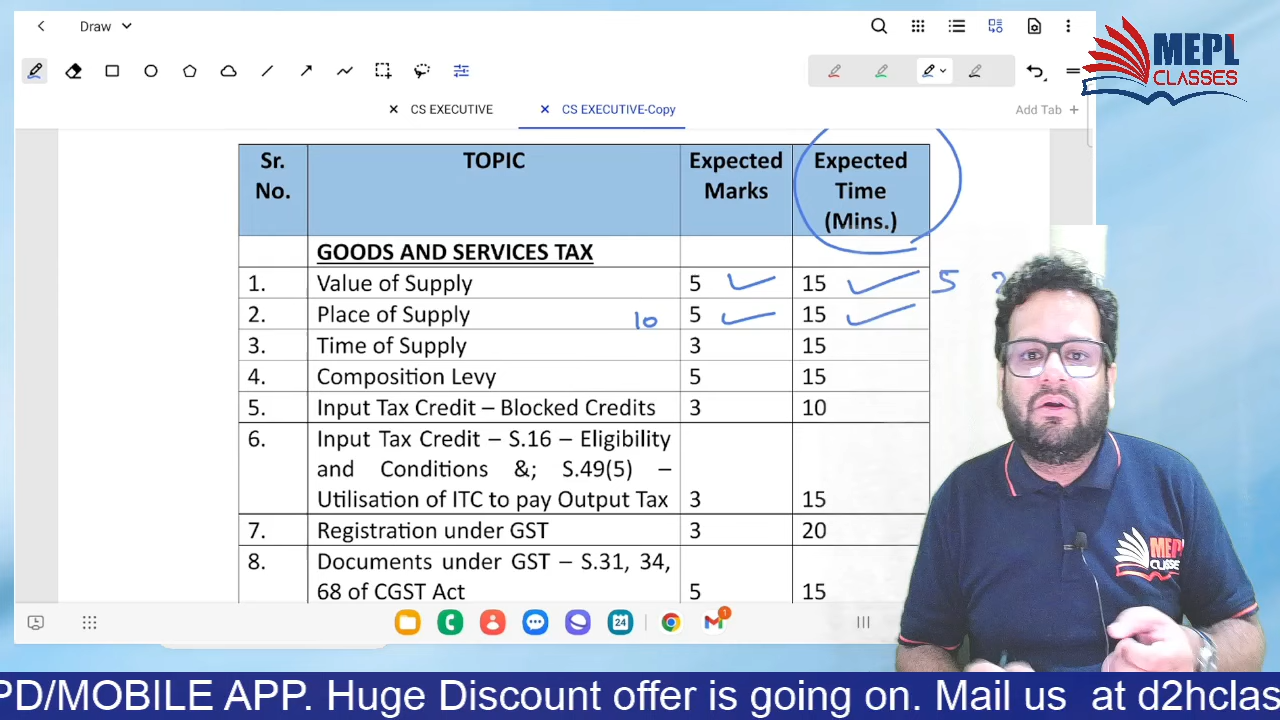 Draw
MEPL
CLASSES
CS EXECUTIVE
CS EXECUTIVE-Copy
Add Tab +
Sr. No.
TOPIC
Expected Marks
Expected Time (Mins.)
GOODS AND SERVICES TAX
1. Value of Supply 5 15 5
2. Place of Supply 10 5 15
3. Time of Supply 3 15
4. Composition Levy 5 15
5. Input Tax Credit – Blocked Credits 3 10
6. Input Tax Credit – S.16 – Eligibility
and Conditions &; S.49(5) –
Utilisation of ITC to pay Output Tax 3 15
7. Registration under GST 3 20
8. Documents under GST – S.31, 34,
68 of CGST Act 5 15
24
1
MEPL
CLASSES
PD/MOBILE APP. Huge Discount offer is going on. Mail us at d2hclas